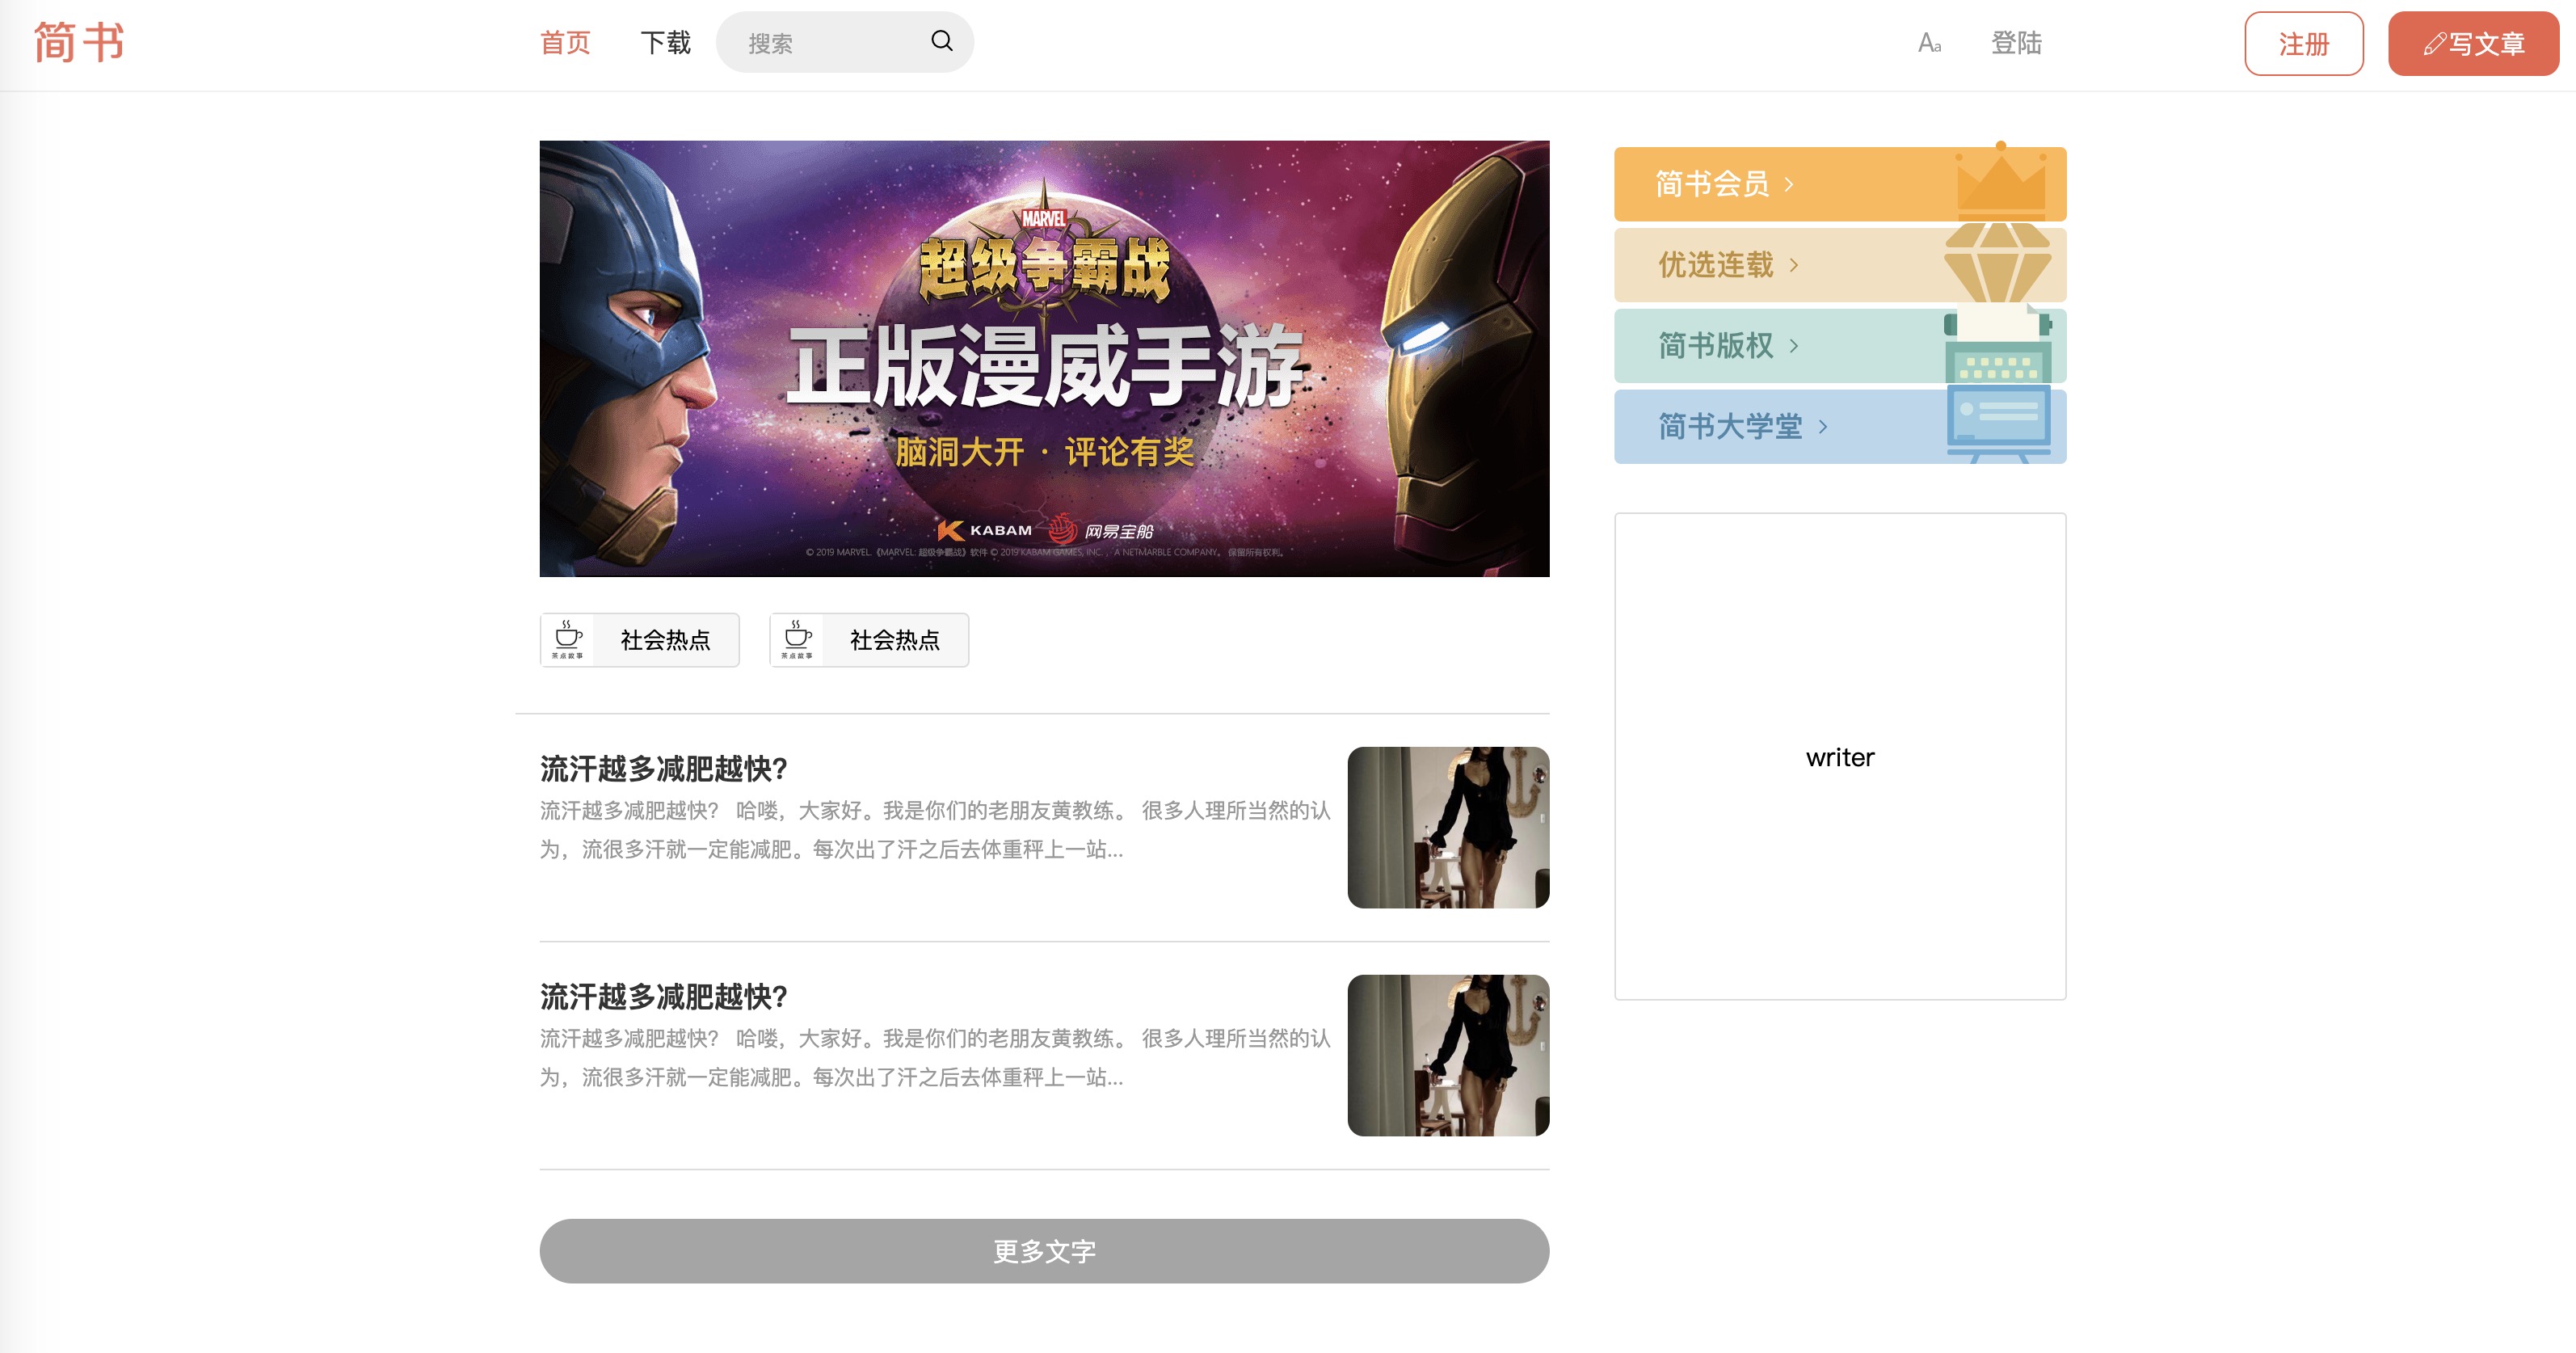 简书
首页
下载
搜索
Aa
登陆
注册
写文章
MARVEL
超级争霸战
正版漫威手游
脑洞大开 · 评论有奖
KABAM 网易宝船
© 2019 MARVEL.《MARVEL: 超级争霸战》软件 © 2019 KABAM GAMES, INC.， A NETMARBLE COMPANY。 保留所有权利。
简书会员
优选连载
简书版权
简书大学堂
茶点故事
社会热点
茶点故事
社会热点
流汗越多减肥越快？
流汗越多减肥越快？ 哈喽，大家好。我是你们的老朋友黄教练。 很多人理所当然的认
为，流很多汗就一定能减肥。每次出了汗之后去体重秤上一站...
writer
流汗越多减肥越快？
流汗越多减肥越快？ 哈喽，大家好。我是你们的老朋友黄教练。 很多人理所当然的认
为，流很多汗就一定能减肥。每次出了汗之后去体重秤上一站...
更多文字